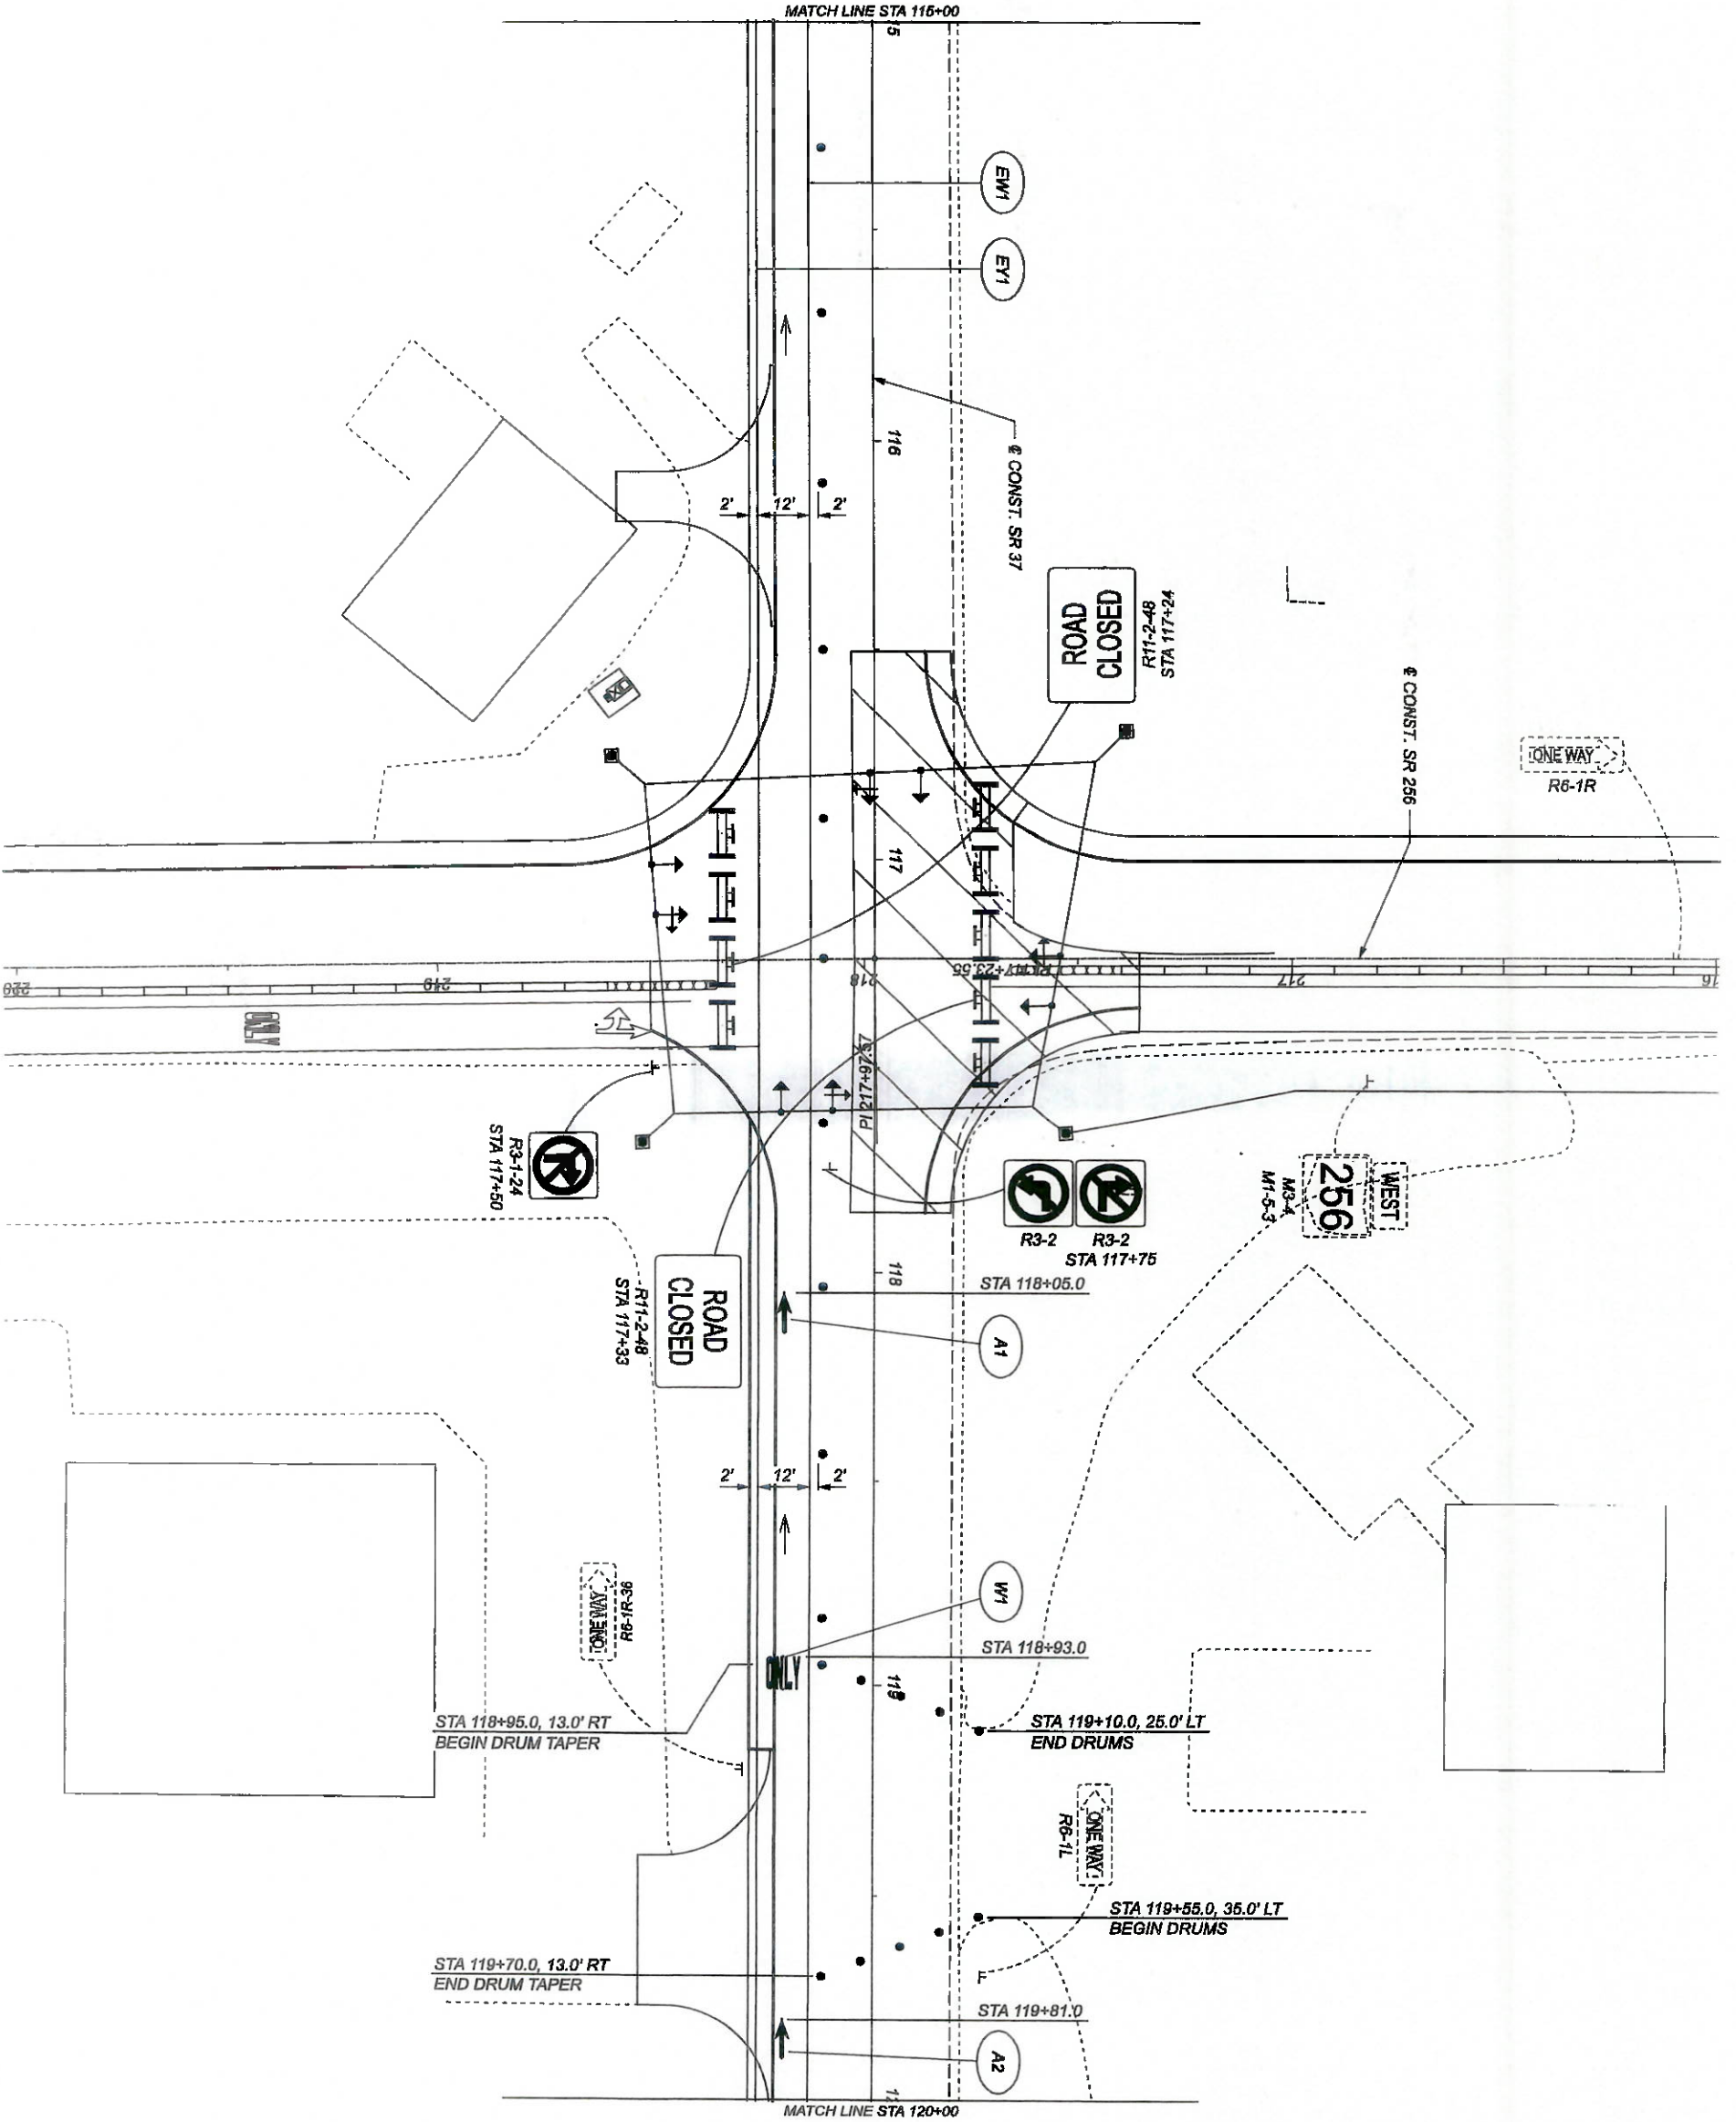 MATCH LINE STA 115+00
15
EW1
EY1
116
℄ CONST. SR 37
2' 12' 2'
ROAD
CLOSED
R11-2-48
STA 117+24
℄ CONST. SR 256
ONE WAY
R6-1R
117
220
219
218
217
16
ONLY
PI 217+97.57
R3-1-24
STA 117+50
R3-2
R3-2
STA 117+75
WEST
256
M3-4
M1-5-3
ROAD
CLOSED
R11-2-48
STA 117+33
118
STA 118+05.0
A1
2' 12' 2'
ONE WAY
R6-1R-36
W1
STA 118+93.0
ONLY
119
STA 118+95.0, 13.0' RT
BEGIN DRUM TAPER
STA 119+10.0, 25.0' LT
END DRUMS
ONE WAY
R6-1L
STA 119+55.0, 35.0' LT
BEGIN DRUMS
STA 119+70.0, 13.0' RT
END DRUM TAPER
STA 119+81.0
A2
MATCH LINE STA 120+00